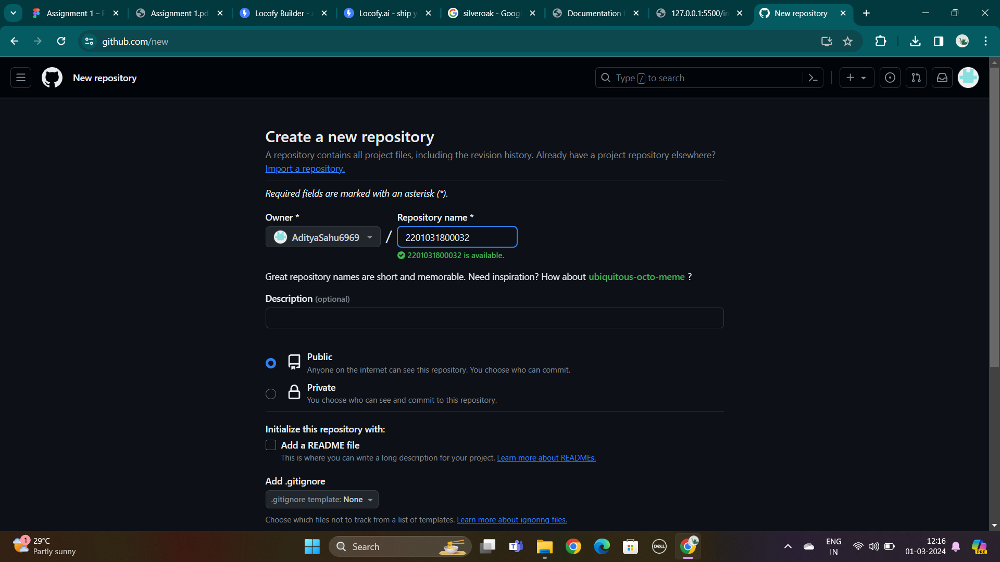 Assignment 1 –
Assignment 1.pd
Locofy Builder -
Locofy.ai - ship y
silveroak - Goog
Documentation
127.0.0.1:5500/in
New repository
github.com/new
New repository
Type / to search
Create a new repository
A repository contains all project files, including the revision history. Already have a project repository elsewhere?
Import a repository.
Required fields are marked with an asterisk (*).
Owner *
Repository name *
AdityaSahu6969
/
2201031800032
2201031800032 is available.
Great repository names are short and memorable. Need inspiration? How about ubiquitous-octo-meme ?
Description (optional)
Public
Anyone on the internet can see this repository. You choose who can commit.
Private
You choose who can see and commit to this repository.
Initialize this repository with:
Add a README file
This is where you can write a long description for your project. Learn more about READMEs.
Add .gitignore
.gitignore template: None
Choose which files not to track from a list of templates. Learn more about ignoring files.
1
29°C
Partly sunny
Search
DELL
ENG
IN
12:16
01-03-2024
PRE